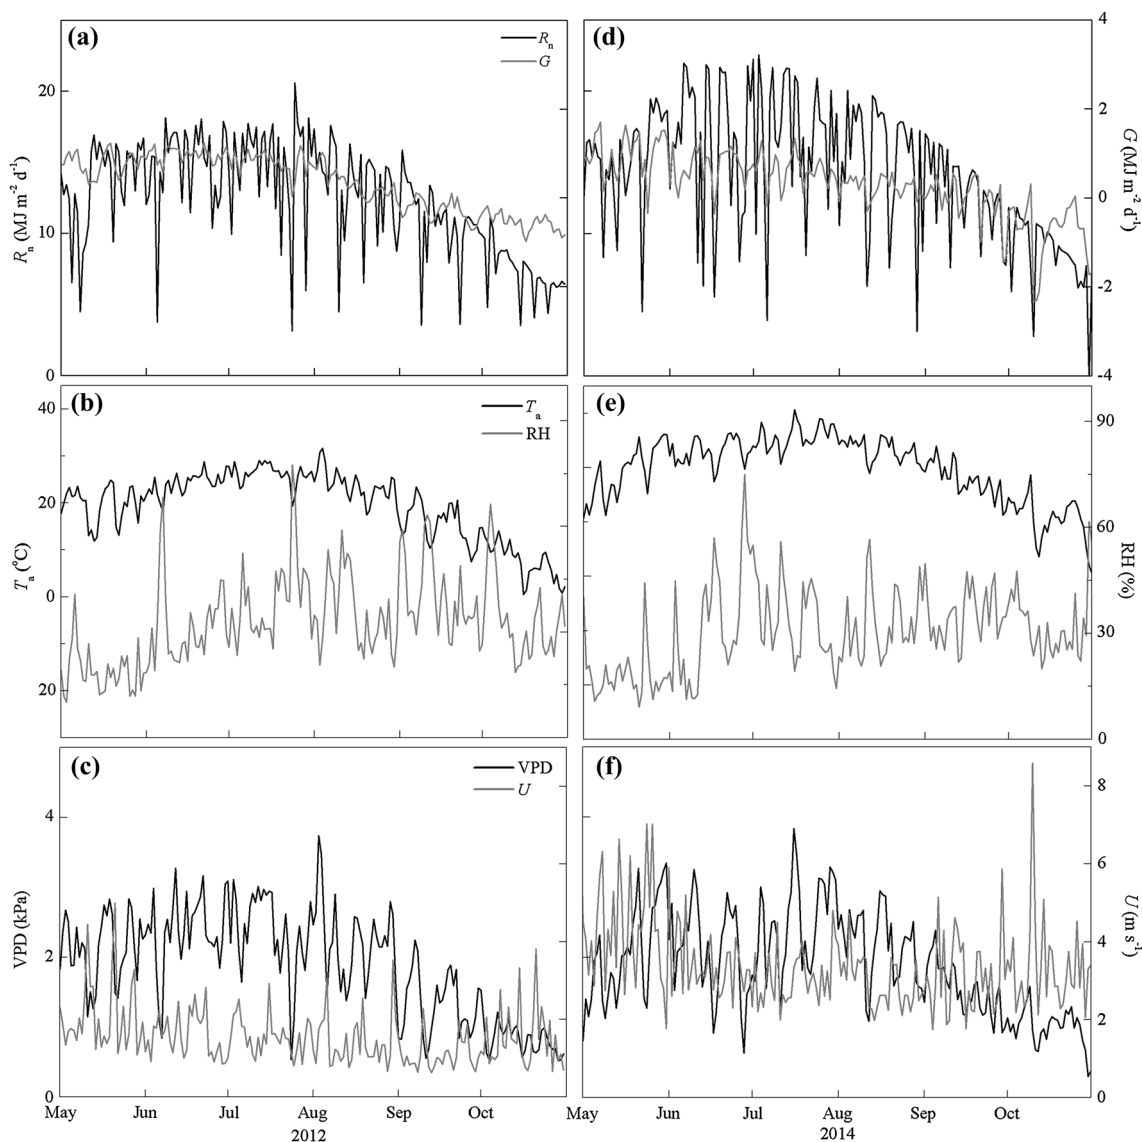 (a)
Rn
G
20
10
0
Rn (MJ m-2 d-1)
(d)
4
2
0
-2
-4
G (MJ m-2 d-1)
(b)
Ta
RH
40
20
0
20
Ta (°C)
(e)
90
60
30
0
RH (%)
(c)
VPD
U
4
2
0
VPD (kPa)
(f)
8
6
4
2
0
U (m s-1)
May Jun Jul Aug Sep Oct
2012
May Jun Jul Aug Sep Oct
2014